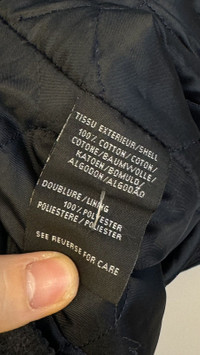 TISSU EXTERIEUR/SHELL
100% COTTON/COTON/
COTONE/BAUMWOLLE/
KATOEN/BOMULD/
ALGODON/ALGODÃO
DOUBLURE/LINING
100% POLYESTER
POLIESTERE/POLIESTER
SEE REVERSE FOR CARE